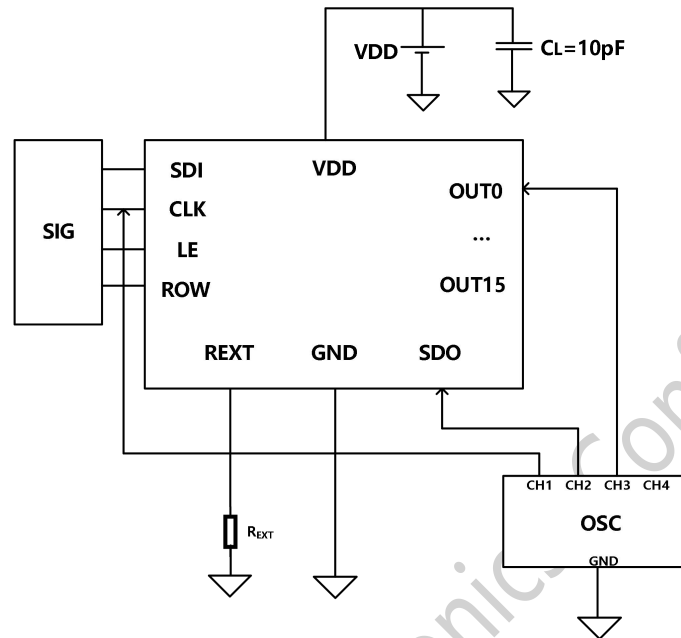 VDD
CL=10pF
SDI
VDD
CLK
OUT0
SIG
...
LE
ROW
OUT15
REXT
GND
SDO
CH1
CH2
CH3
CH4
OSC
REXT
GND